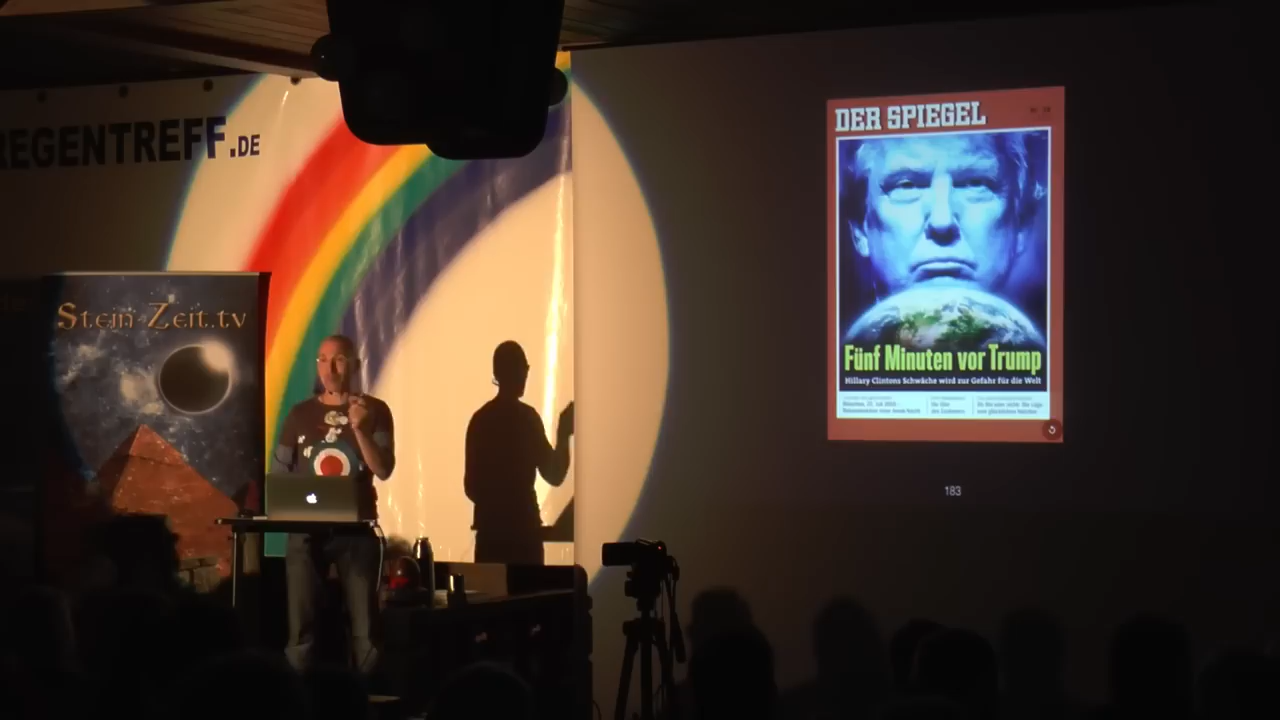 REGENTREFF.DE
Stein-Zeit.tv
DER SPIEGEL
Fünf Minuten vor Trump
Hillary Clintons Schwäche wird zur Gefahr für die Welt
183